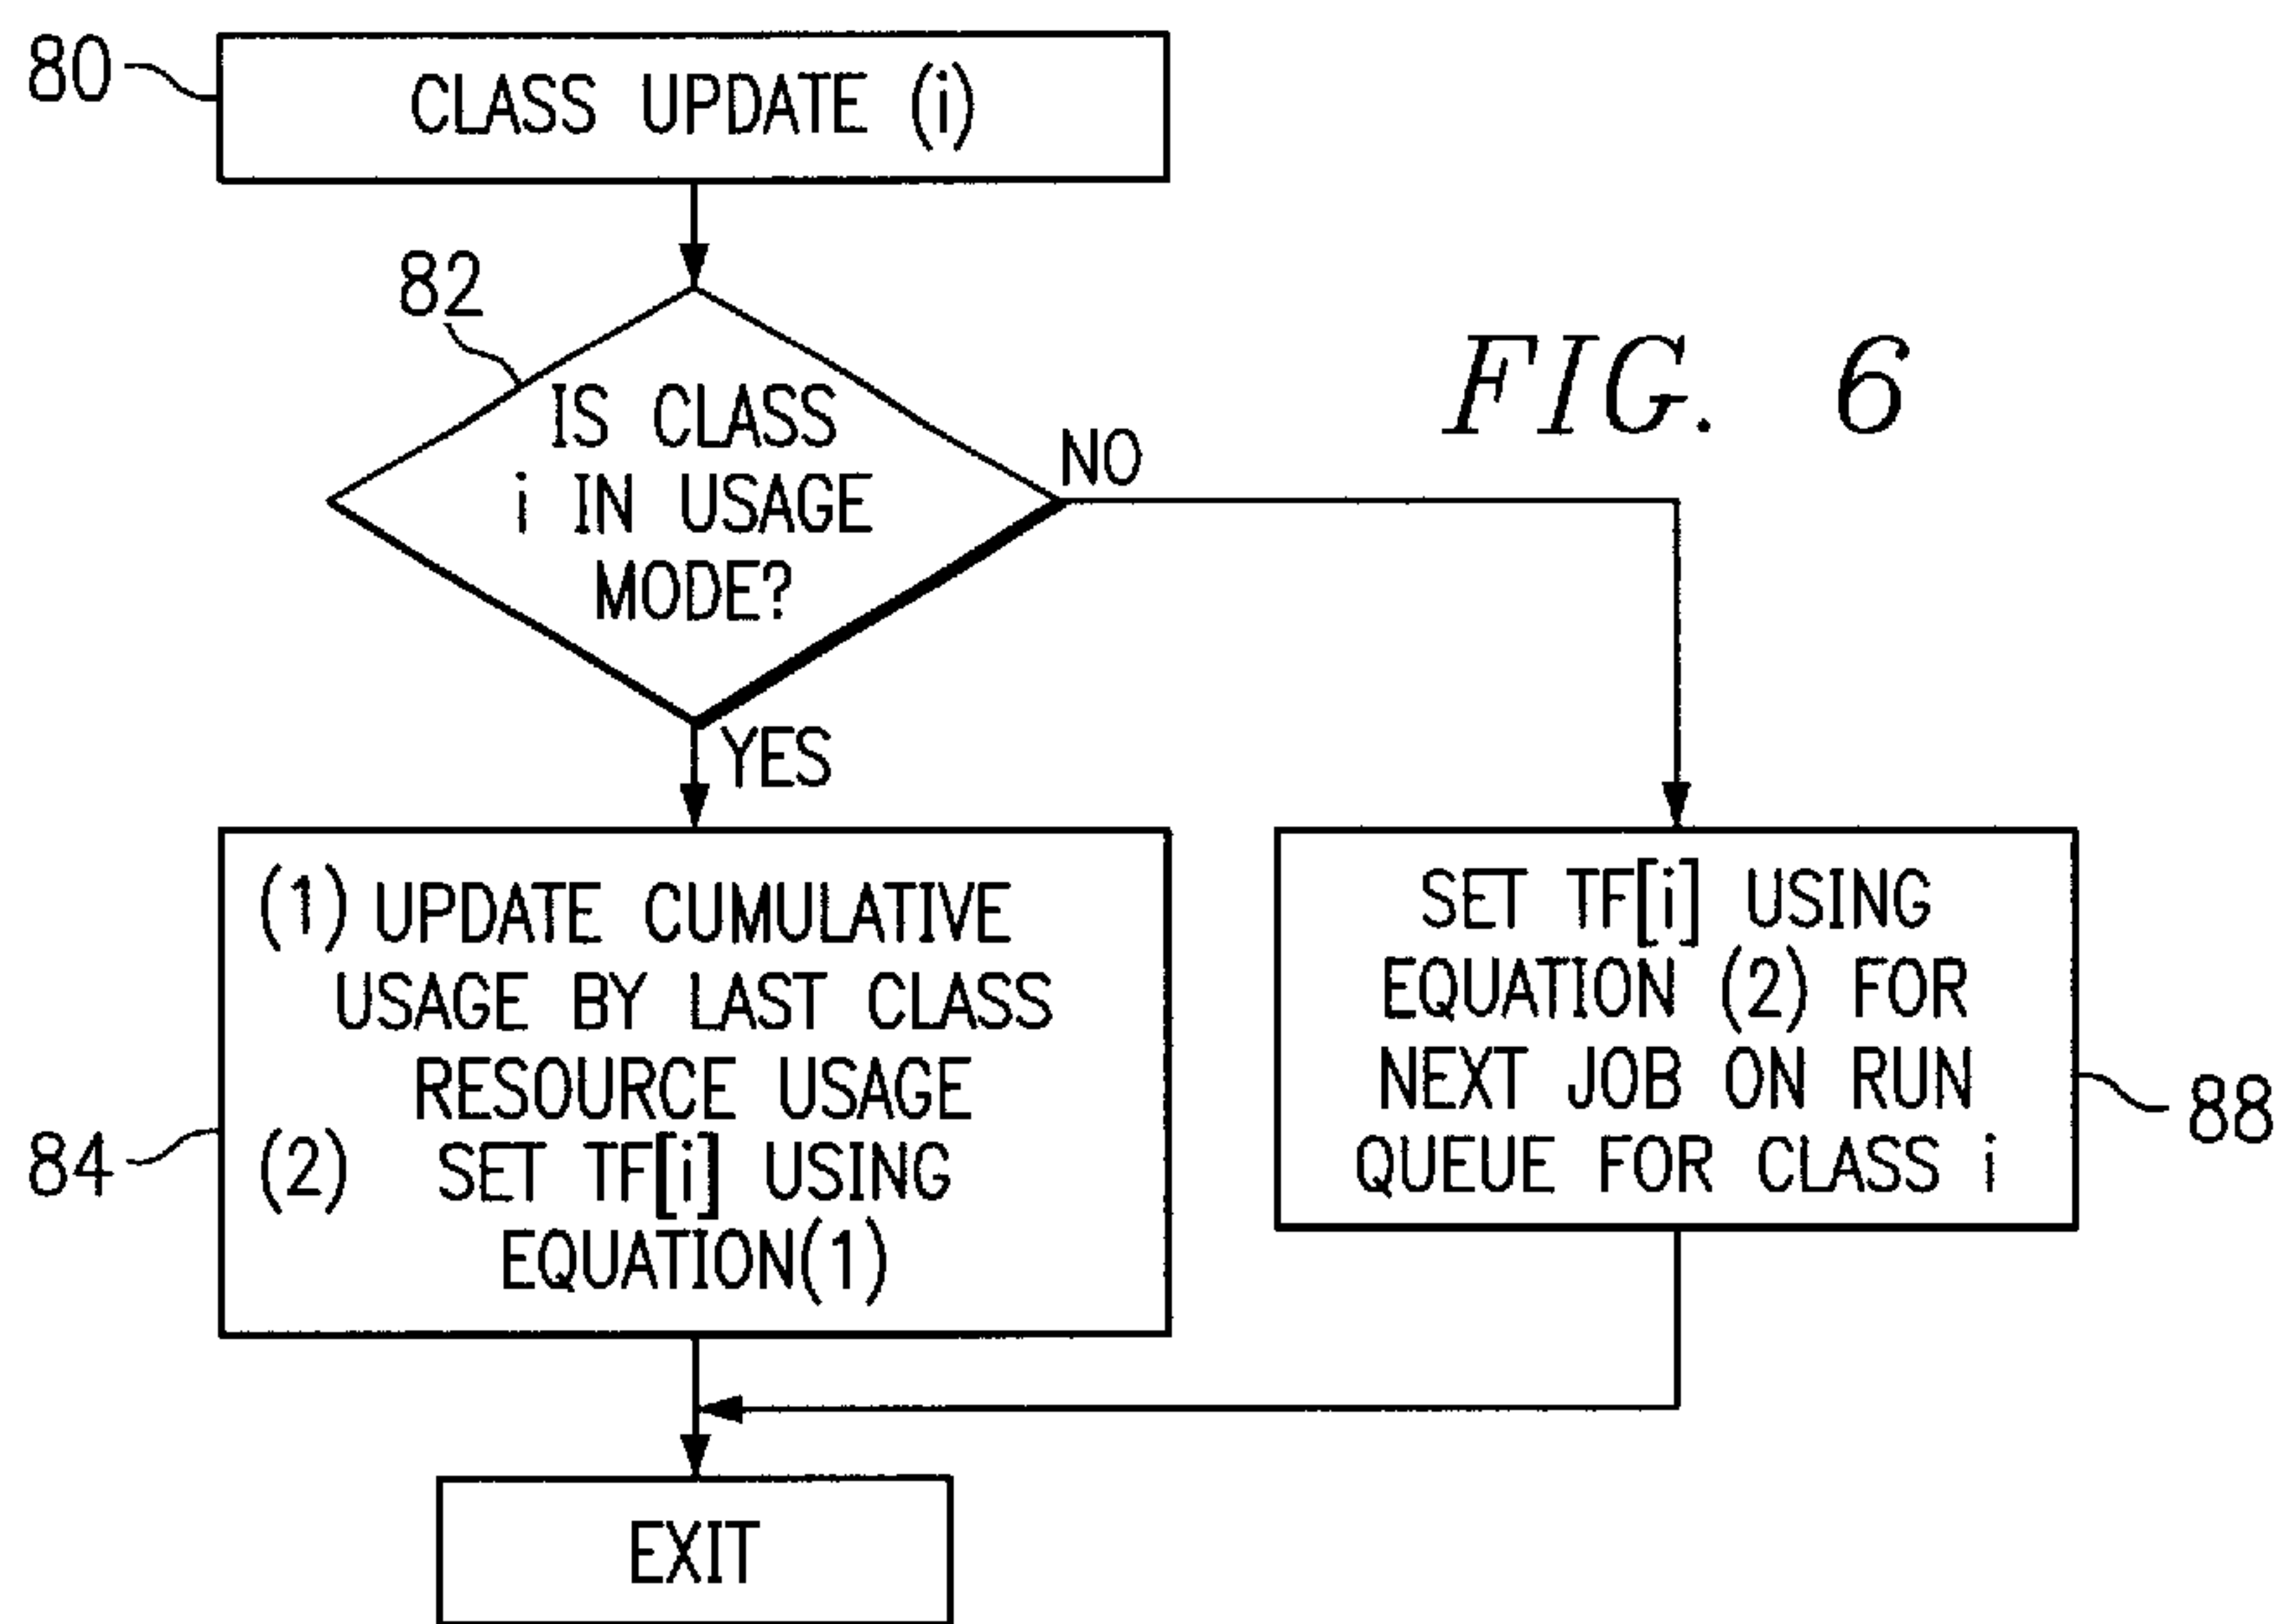 80
CLASS UPDATE (i)
82
IS CLASS
i IN USAGE
MODE?
NO
FIG. 6
YES
84
(1) UPDATE CUMULATIVE
USAGE BY LAST CLASS
RESOURCE USAGE
(2) SET TF[i] USING
EQUATION(1)
SET TF[i] USING
EQUATION (2) FOR
NEXT JOB ON RUN
QUEUE FOR CLASS i
88
EXIT